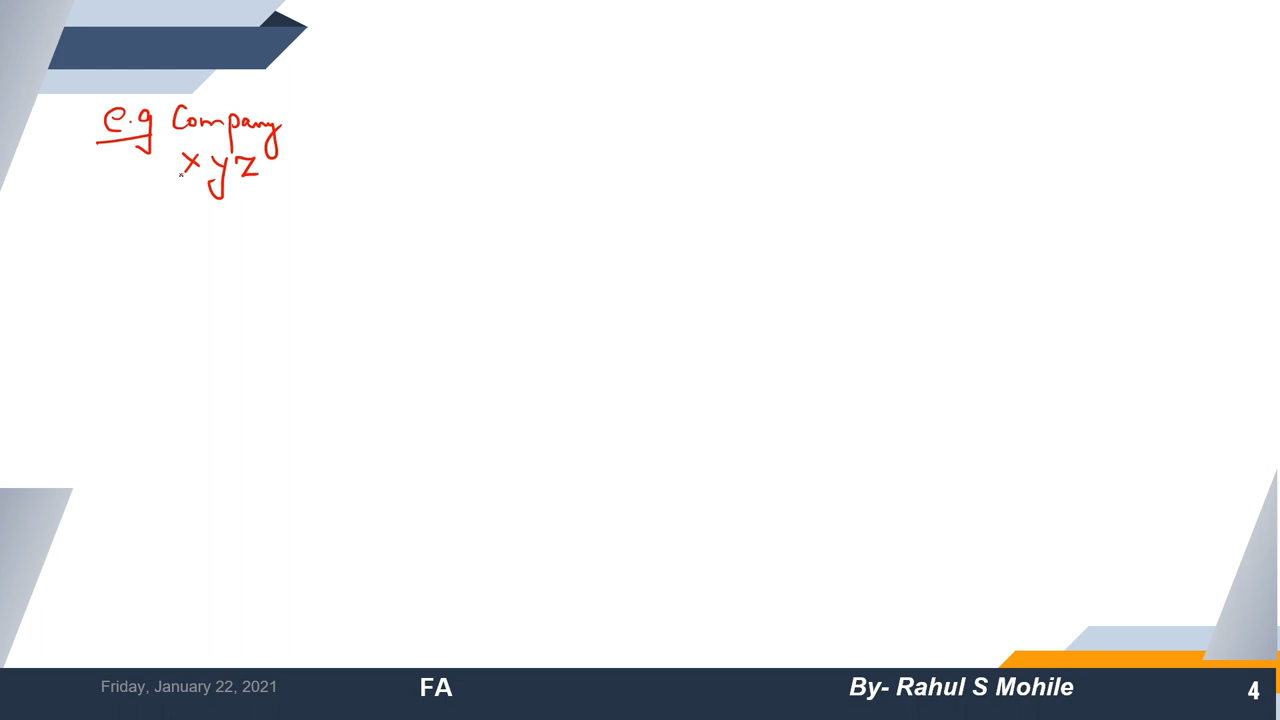 e.g Company
xyz
Friday, January 22, 2021
FA
By- Rahul S Mohile
4